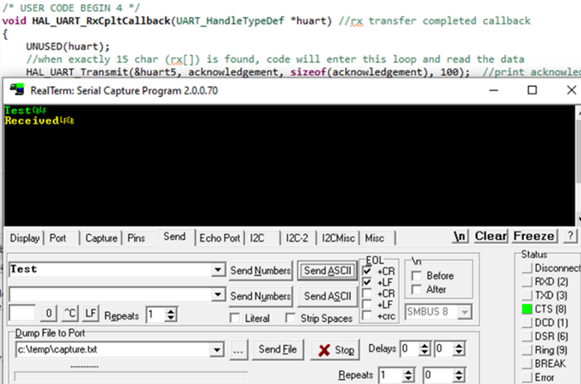 /* USER CODE BEGIN 4 */
void HAL_UART_RxCpltCallback(UART_HandleTypeDef *huart) //rx transfer completed callback
{
UNUSED(huart);
//when exactly 15 char (rx[]) is found, code will enter this loop and read the data
HAL_UART_Transmit(&huart5, acknowledgement, sizeof(acknowledgement), 100); //print acknowled
RealTerm: Serial Capture Program 2.0.0.70
Test CR LF
Received LF CR
Display Port Capture Pins Send Echo Port I2C I2C-2 I2CMisc Misc \n Clear Freeze ?
Test Send Numbers Send ASCII
Send Numbers Send ASCII
0 ^C LF Repeats 1 Literal Strip Spaces
EOL
+CR
+LF
+CR
+LF
+crc
\n
Before
After
SMBUS 8
Dump File to Port
c:\temp\capture.txt ... Send File Stop Delays 0 0
Repeats 1 0
Status
Disconnect
RXD (2)
TXD (3)
CTS (8)
DCD (1)
DSR (6)
Ring (9)
BREAK
Error